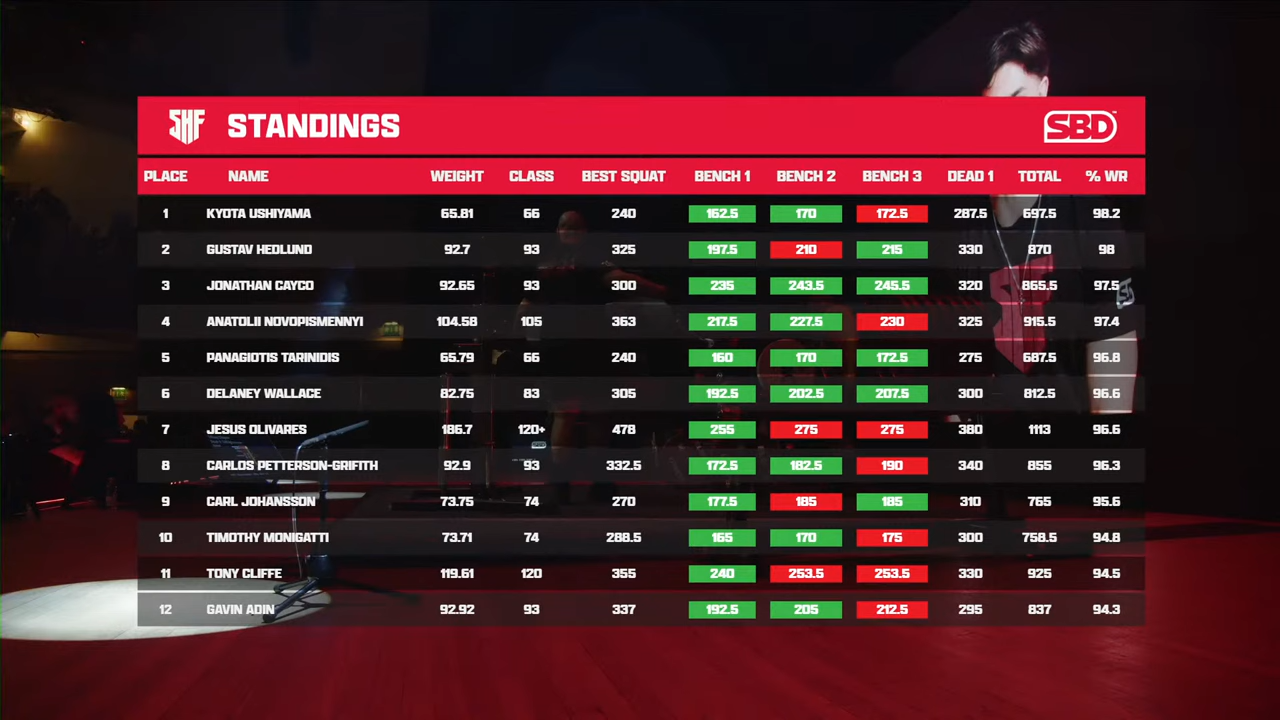 SHF STANDINGS SBD
PLACE NAME WEIGHT CLASS BEST SQUAT BENCH 1 BENCH 2 BENCH 3 DEAD 1 TOTAL % WR
1 KYOTA USHIYAMA 65.81 66 240 162.5 170 172.5 287.5 697.5 98.2
2 GUSTAV HEDLUND 92.7 93 325 197.5 210 215 330 870 98
3 JONATHAN CAYCO 92.65 93 300 235 243.5 245.5 320 865.5 97.5
4 ANATOLII NOVOPISMENNYI 104.58 105 363 217.5 227.5 230 325 915.5 97.4
5 PANAGIOTIS TARINIDIS 65.79 66 240 160 170 172.5 275 687.5 96.8
6 DELANEY WALLACE 82.75 83 305 192.5 202.5 207.5 300 812.5 96.6
7 JESUS OLIVARES 186.7 120+ 478 255 275 275 380 1113 96.6
8 CARLOS PETTERSON-GRIFITH 92.9 93 332.5 172.5 182.5 190 340 855 96.3
9 CARL JOHANSSON 73.75 74 270 177.5 185 185 310 765 95.6
10 TIMOTHY MONIGATTI 73.71 74 288.5 165 170 175 300 758.5 94.8
11 TONY CLIFFE 119.61 120 355 240 253.5 253.5 330 925 94.5
12 GAVIN ADIN 92.92 93 337 192.5 205 212.5 295 837 94.3